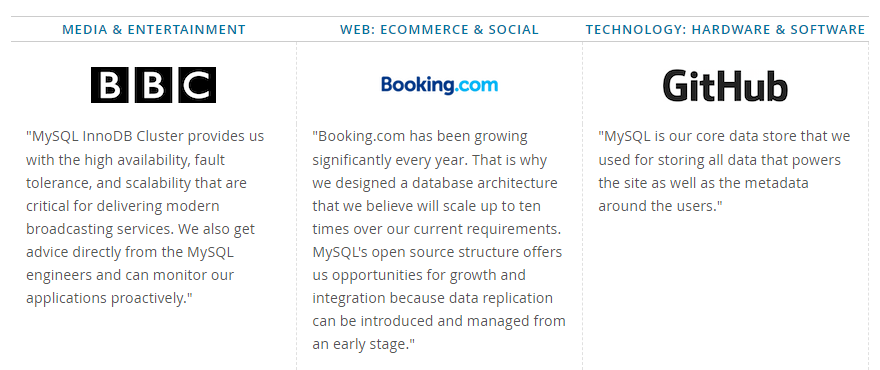 MEDIA & ENTERTAINMENT
BBC
"MySQL InnoDB Cluster provides us
with the high availability, fault
tolerance, and scalability that are
critical for delivering modern
broadcasting services. We also get
advice directly from the MySQL
engineers and can monitor our
applications proactively."
WEB: ECOMMERCE & SOCIAL
Booking.com
"Booking.com has been growing
significantly every year. That is why
we designed a database architecture
that we believe will scale up to ten
times over our current requirements.
MySQL's open source structure offers
us opportunities for growth and
integration because data replication
can be introduced and managed from
an early stage."
TECHNOLOGY: HARDWARE & SOFTWARE
GitHub
"MySQL is our core data store that we
used for storing all data that powers
the site as well as the metadata
around the users."